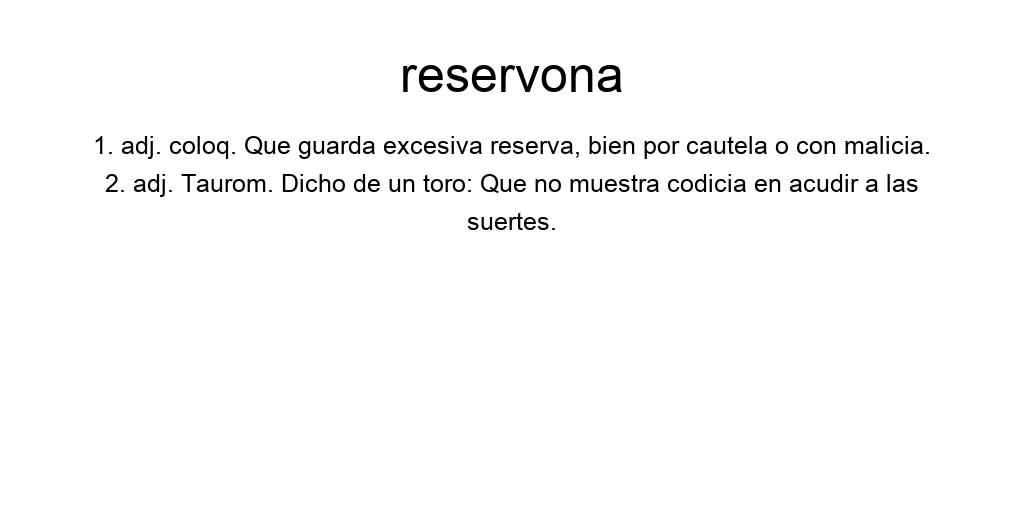 reservona
1. adj. coloq. Que guarda excesiva reserva, bien por cautela o con malicia.
2. adj. Taurom. Dicho de un toro: Que no muestra codicia en acudir a las
suertes.